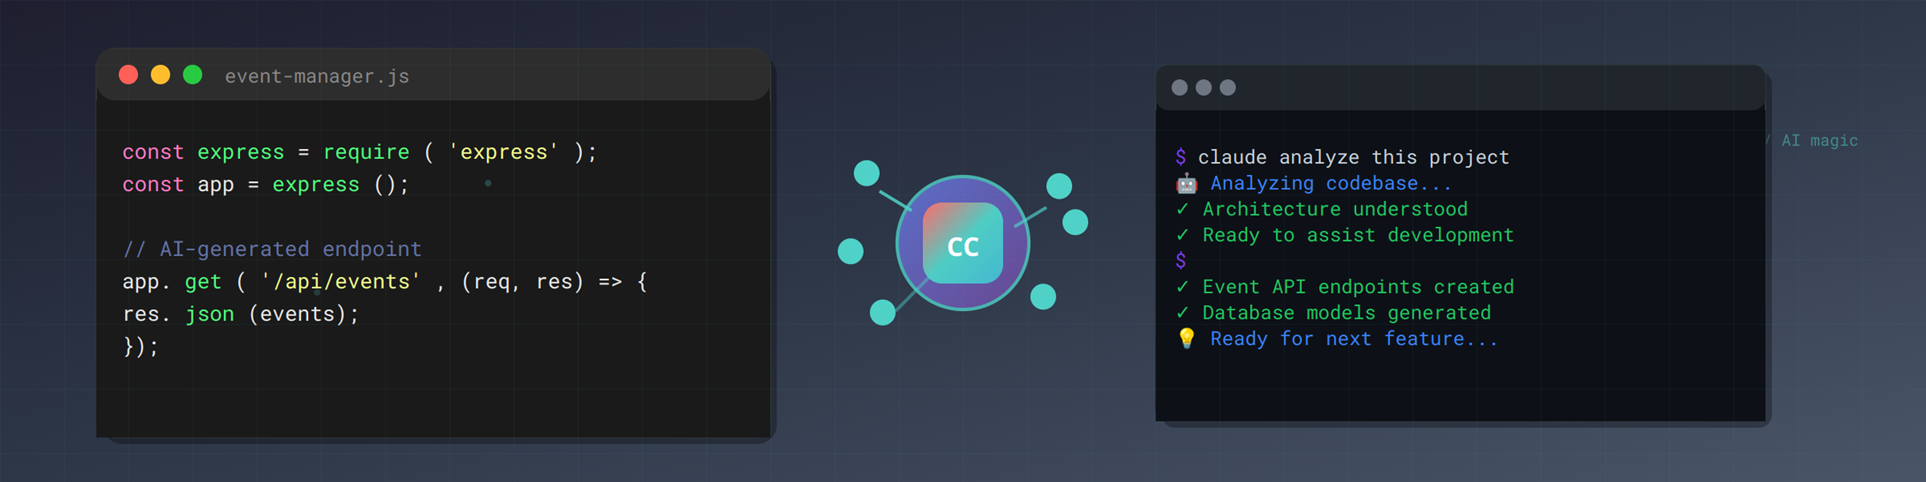 event-manager.js
const express = require ( 'express' );
const app = express ();
// AI-generated endpoint
app. get ( '/api/events' , (req, res) => {
res. json (events);
});
CC
$ claude analyze this project
🤖 Analyzing codebase...
✓ Architecture understood
✓ Ready to assist development
$
✓ Event API endpoints created
✓ Database models generated
💡 Ready for next feature...
/ AI magic